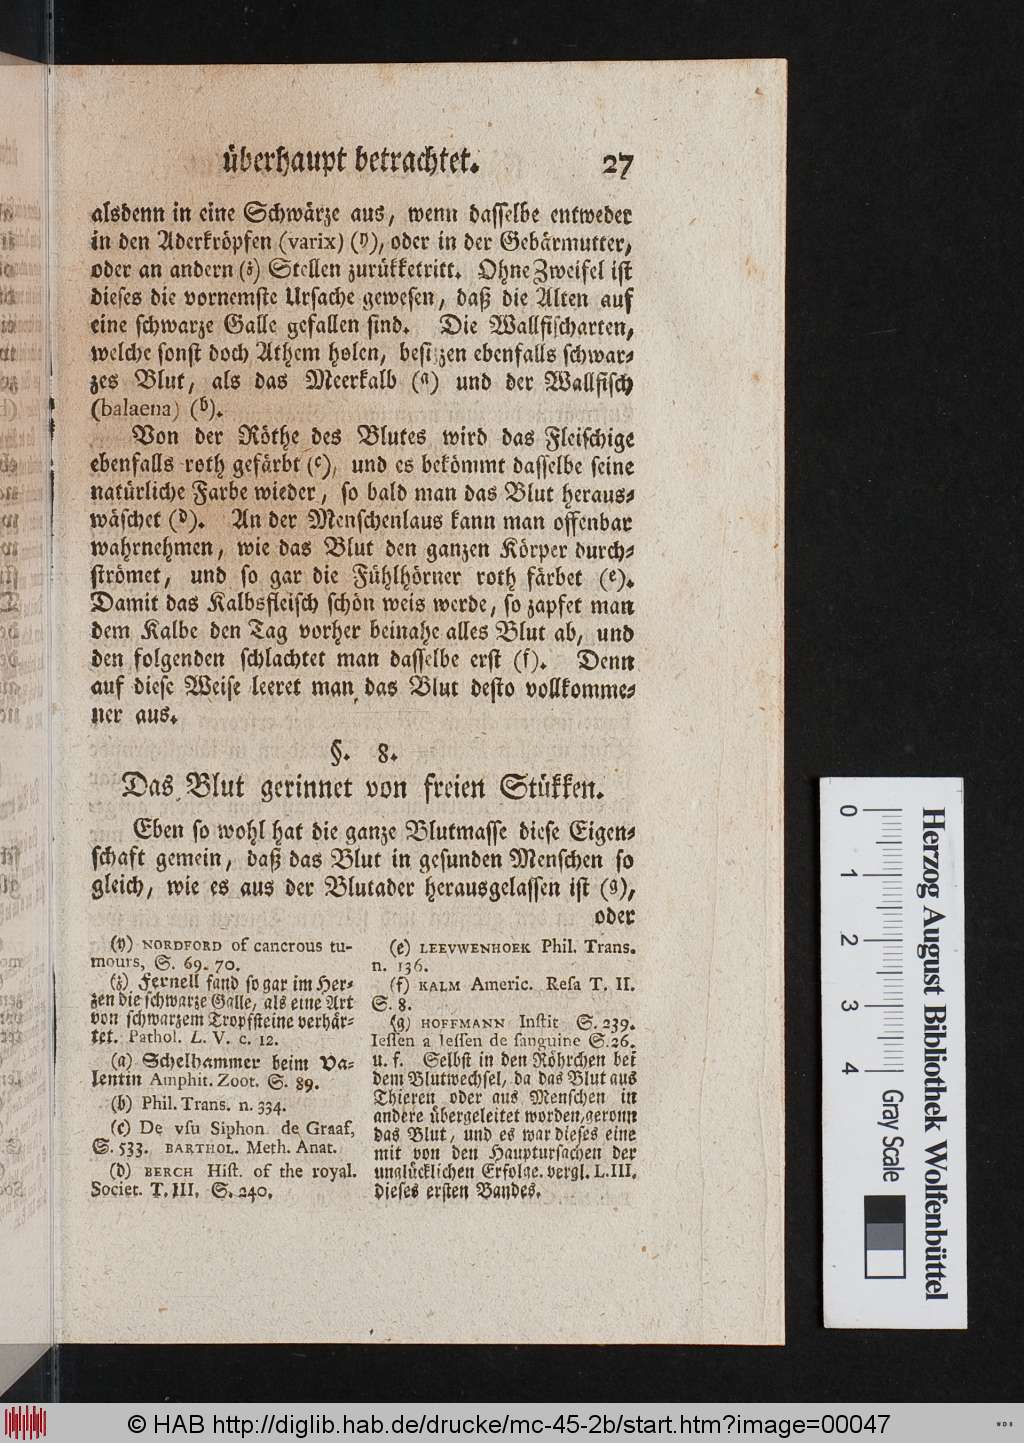 überhaupt betrachtet. 27
alsdenn in eine Schwärze aus, wenn dasselbe entweder
in den Aderkröpfen (varix) (y), oder in der Gebärmutter,
oder an andern (z) Stellen zurükketritt. Ohne Zweifel ist
dieses die vornemste Ursache gewesen, daß die Alten auf
eine schwarze Galle gefallen sind. Die Wallfischarten,
welche sonst doch Athem holen, besizzen ebenfalls schwar-
zes Blut, als das Meerkalb (a) und der Wallfisch
(balaena) (b).
Von der Röthe des Blutes wird das Fleischige
ebenfalls roth gefärbt (c), und es bekömmt dasselbe seine
natürliche Farbe wieder, so bald man das Blut heraus-
wäschet (d). An der Menschenlaus kann man offenbar
wahrnehmen, wie das Blut den ganzen Körper durch-
strömet, und so gar die Fühlhörner roth färbet (e).
Damit das Kalbsfleisch schön weis werde, so zapfet man
dem Kalbe den Tag vorher beinahe alles Blut ab, und
den folgenden schlachtet man dasselbe erst (f). Denn
auf diese Weise leeret man das Blut desto vollkomme-
ner aus.
§. 8.
Das Blut gerinnet von freien Stükken.
Eben so wohl hat die ganze Blutmasse diese Eigen-
schaft gemein, daß das Blut in gesunden Menschen so
gleich, wie es aus der Blutader herausgelassen ist (g),
oder
(y) NORDFORD of cancrous tu-
mours, S. 69. 70.
(z) Fernell fand so gar im Her-
zen die schwarze Galle, als eine Art
von schwarzem Tropfsteine verhär-
tet. Pathol. L. V. c. 12.
(a) Schelhammer beim Va-
lentin Amphit. Zoot. S. 89.
(b) Phil. Trans. n. 334.
(c) De vsu Siphon. de Graaf,
S. 533. BARTHOL. Meth. Anat.
(d) BERCH Hist. of the royal.
Societ. T. III. S. 240.
(e) LEEVWENHOEK Phil. Trans.
n. 136.
(f) KALM Americ. Resa T. II.
S. 8.
(g) HOFFMANN Instit S. 239.
Iessen a Iessen de sanguine S. 26.
u. f. Selbst in den Röhrchen bei
dem Blutwechsel, da das Blut aus
Thieren oder aus Menschen in
andere übergeleitet worden, geronn
das Blut, und es war dieses eine
mit von den Hauptursachen der
unglücklichen Erfolge. vergl. L. III.
dieses ersten Bandes.
Herzog August Bibliothek Wolfenbüttel
0 1 2 3 4 Gray Scale
© HAB http://diglib.hab.de/drucke/mc-45-2b/start.htm?image=00047